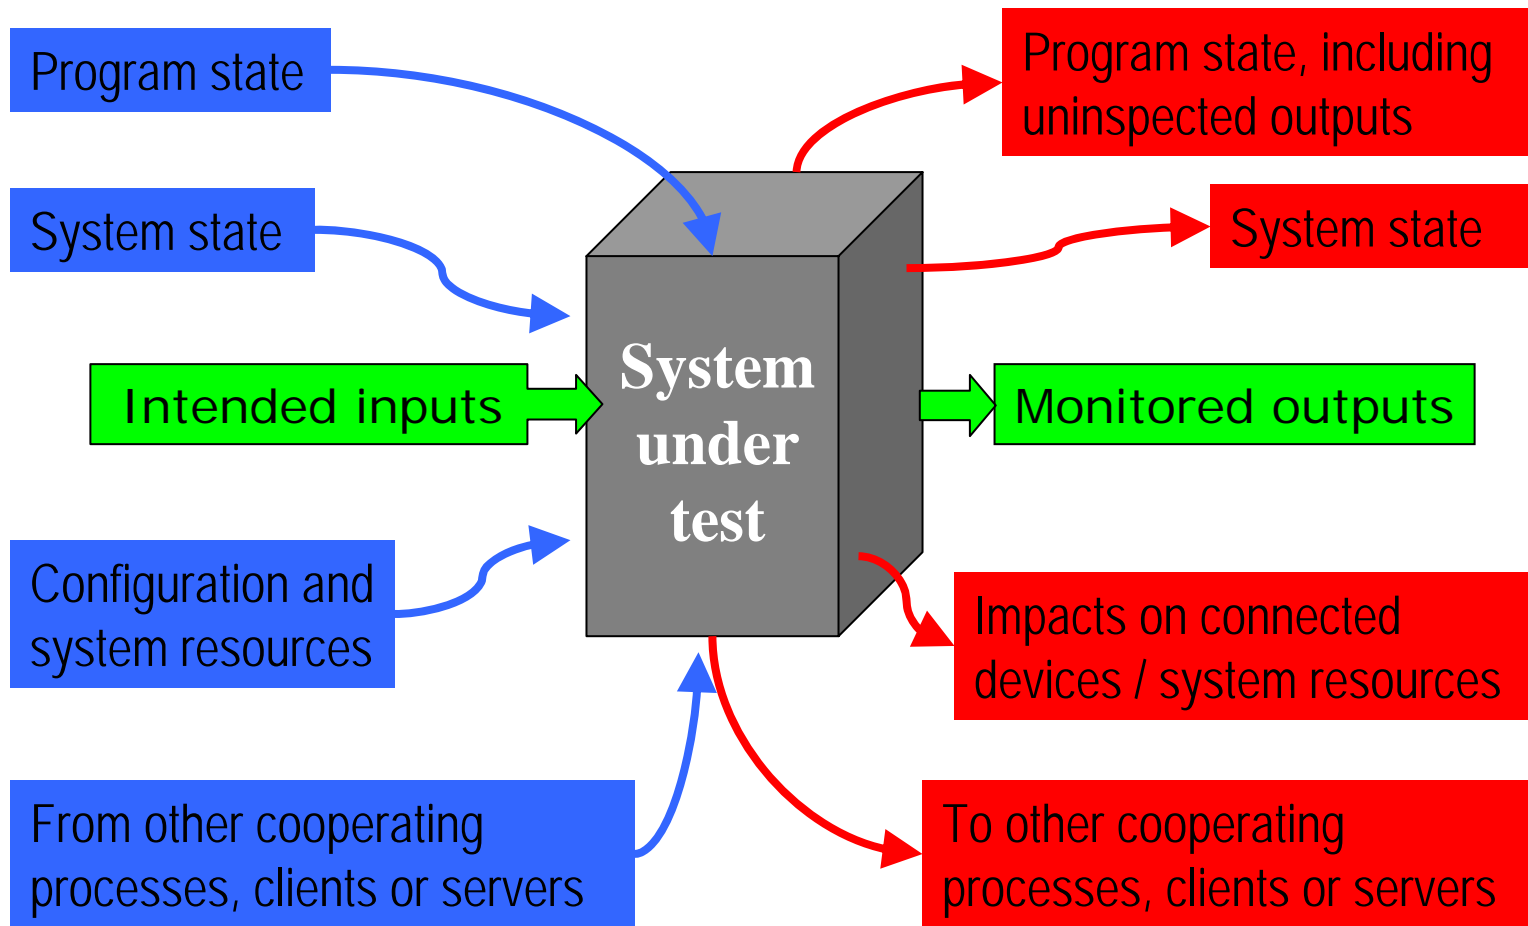 Program state
System state
Intended inputs
Configuration and
system resources
From other cooperating
processes, clients or servers
System
under
test
Program state, including
uninspected outputs
System state
Monitored outputs
Impacts on connected
devices / system resources
To other cooperating
processes, clients or servers